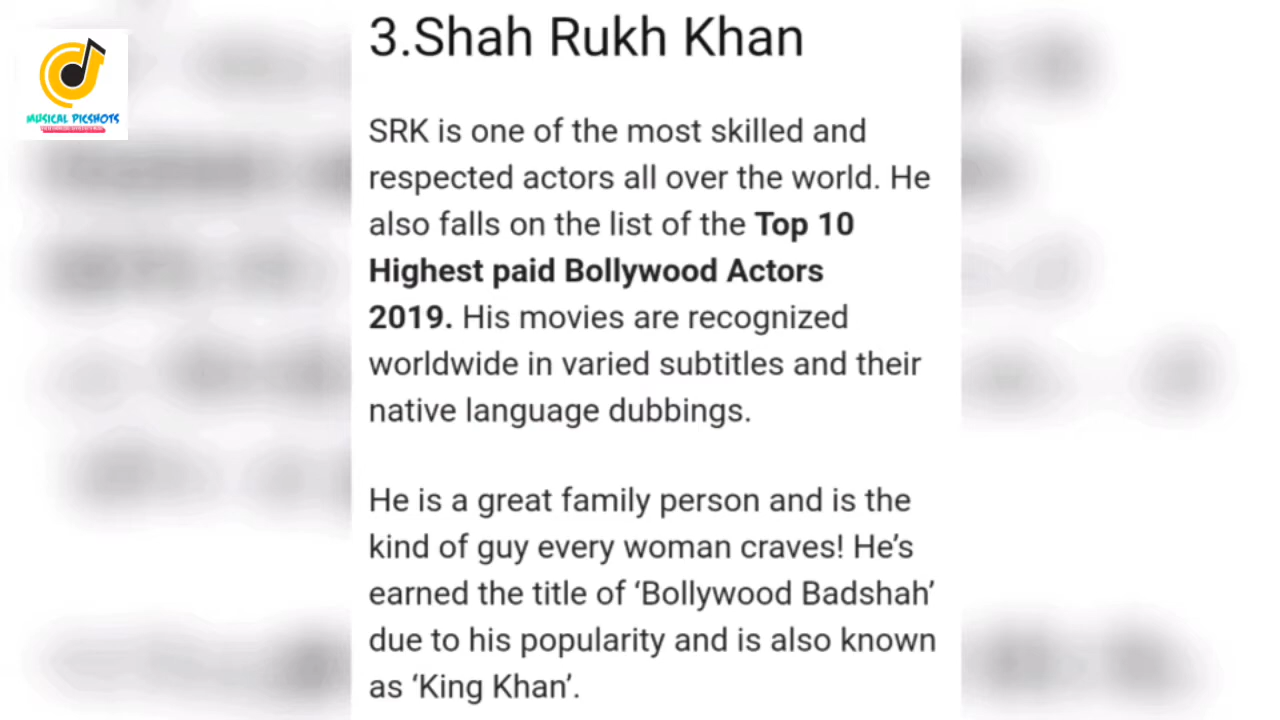 MUSICAL PICSHOTS
3.Shah Rukh Khan
SRK is one of the most skilled and
respected actors all over the world. He
also falls on the list of the Top 10
Highest paid Bollywood Actors
2019. His movies are recognized
worldwide in varied subtitles and their
native language dubbings.
He is a great family person and is the
kind of guy every woman craves! He’s
earned the title of ‘Bollywood Badshah’
due to his popularity and is also known
as ‘King Khan’.